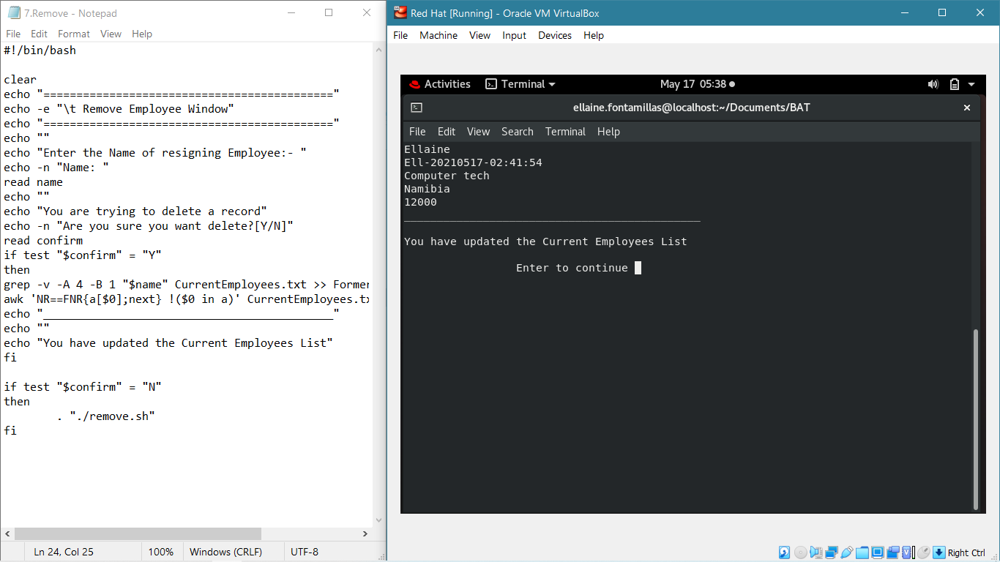 7.Remove - Notepad
File Edit Format View Help
#!/bin/bash
clear
echo "============================================"
echo -e "\t Remove Employee Window"
echo "============================================"
echo ""
echo "Enter the Name of resigning Employee:- "
echo -n "Name: "
read name
echo ""
echo "You are trying to delete a record"
echo -n "Are you sure you want delete?[Y/N]"
read confirm
if test "$confirm" = "Y"
then
grep -v -A 4 -B 1 "$name" CurrentEmployees.txt >> Former
awk 'NR==FNR{a[$0];next} !($0 in a)' CurrentEmployees.tx
echo "____________________________________________"
echo ""
echo "You have updated the Current Employees List"
fi
if test "$confirm" = "N"
then
. "./remove.sh"
fi
Ln 24, Col 25 100% Windows (CRLF) UTF-8
Red Hat [Running] - Oracle VM VirtualBox
File Machine View Input Devices Help
Activities Terminal May 17 05:38
ellaine.fontamillas@localhost:~/Documents/BAT
File Edit View Search Terminal Help
Ellaine
Ell-20210517-02:41:54
Computer tech
Namibia
12000
_____________________________________________
You have updated the Current Employees List
Enter to continue
Right Ctrl